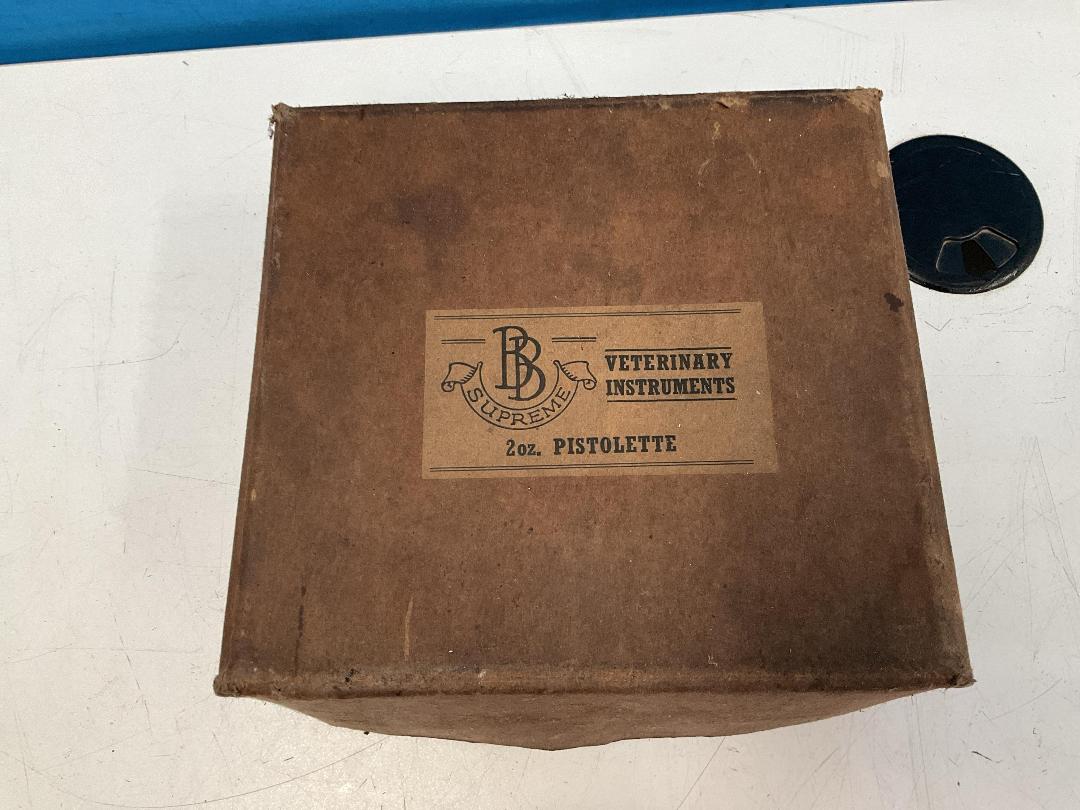 BB
SUPREME
VETERINARY
INSTRUMENTS
2oz. PISTOLETTE